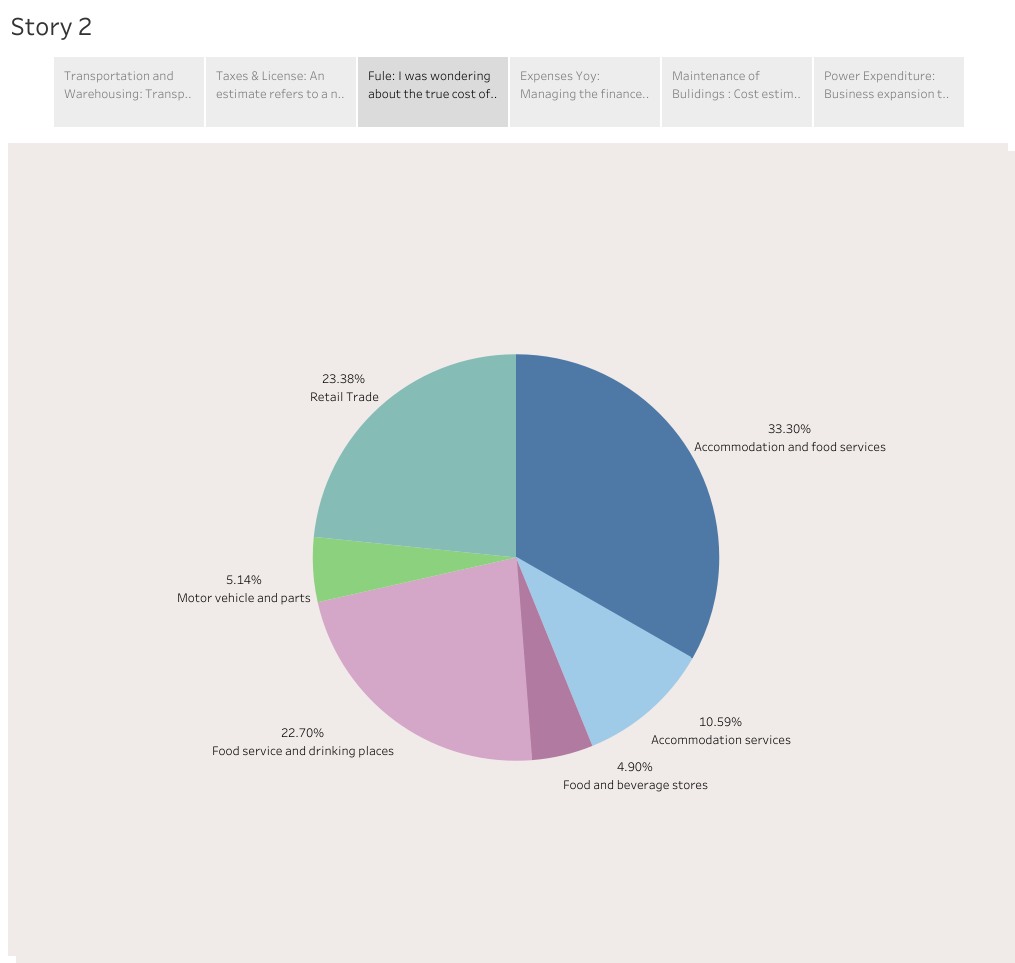 Story 2
Transportation and
Warehousing: Transp..
Taxes & License: An
estimate refers to a n..
Fule: I was wondering
about the true cost of..
Expenses Yoy:
Managing the finance..
Maintenance of
Bulidings : Cost estim..
Power Expenditure:
Business expansion t..
23.38%
Retail Trade
33.30%
Accommodation and food services
5.14%
Motor vehicle and parts
10.59%
Accommodation services
22.70%
Food service and drinking places
4.90%
Food and beverage stores